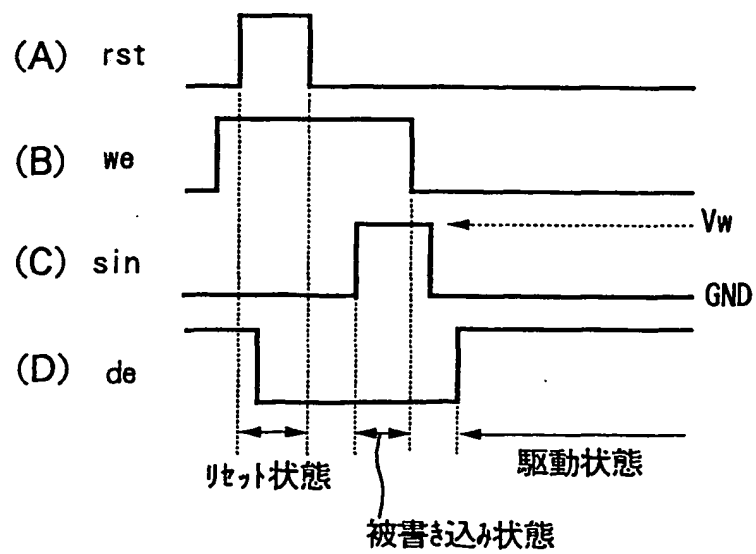 (A) rst
(B) we
Vw
(C) sin
GND
(D) de
リセット状態
駆動状態
被書き込み状態